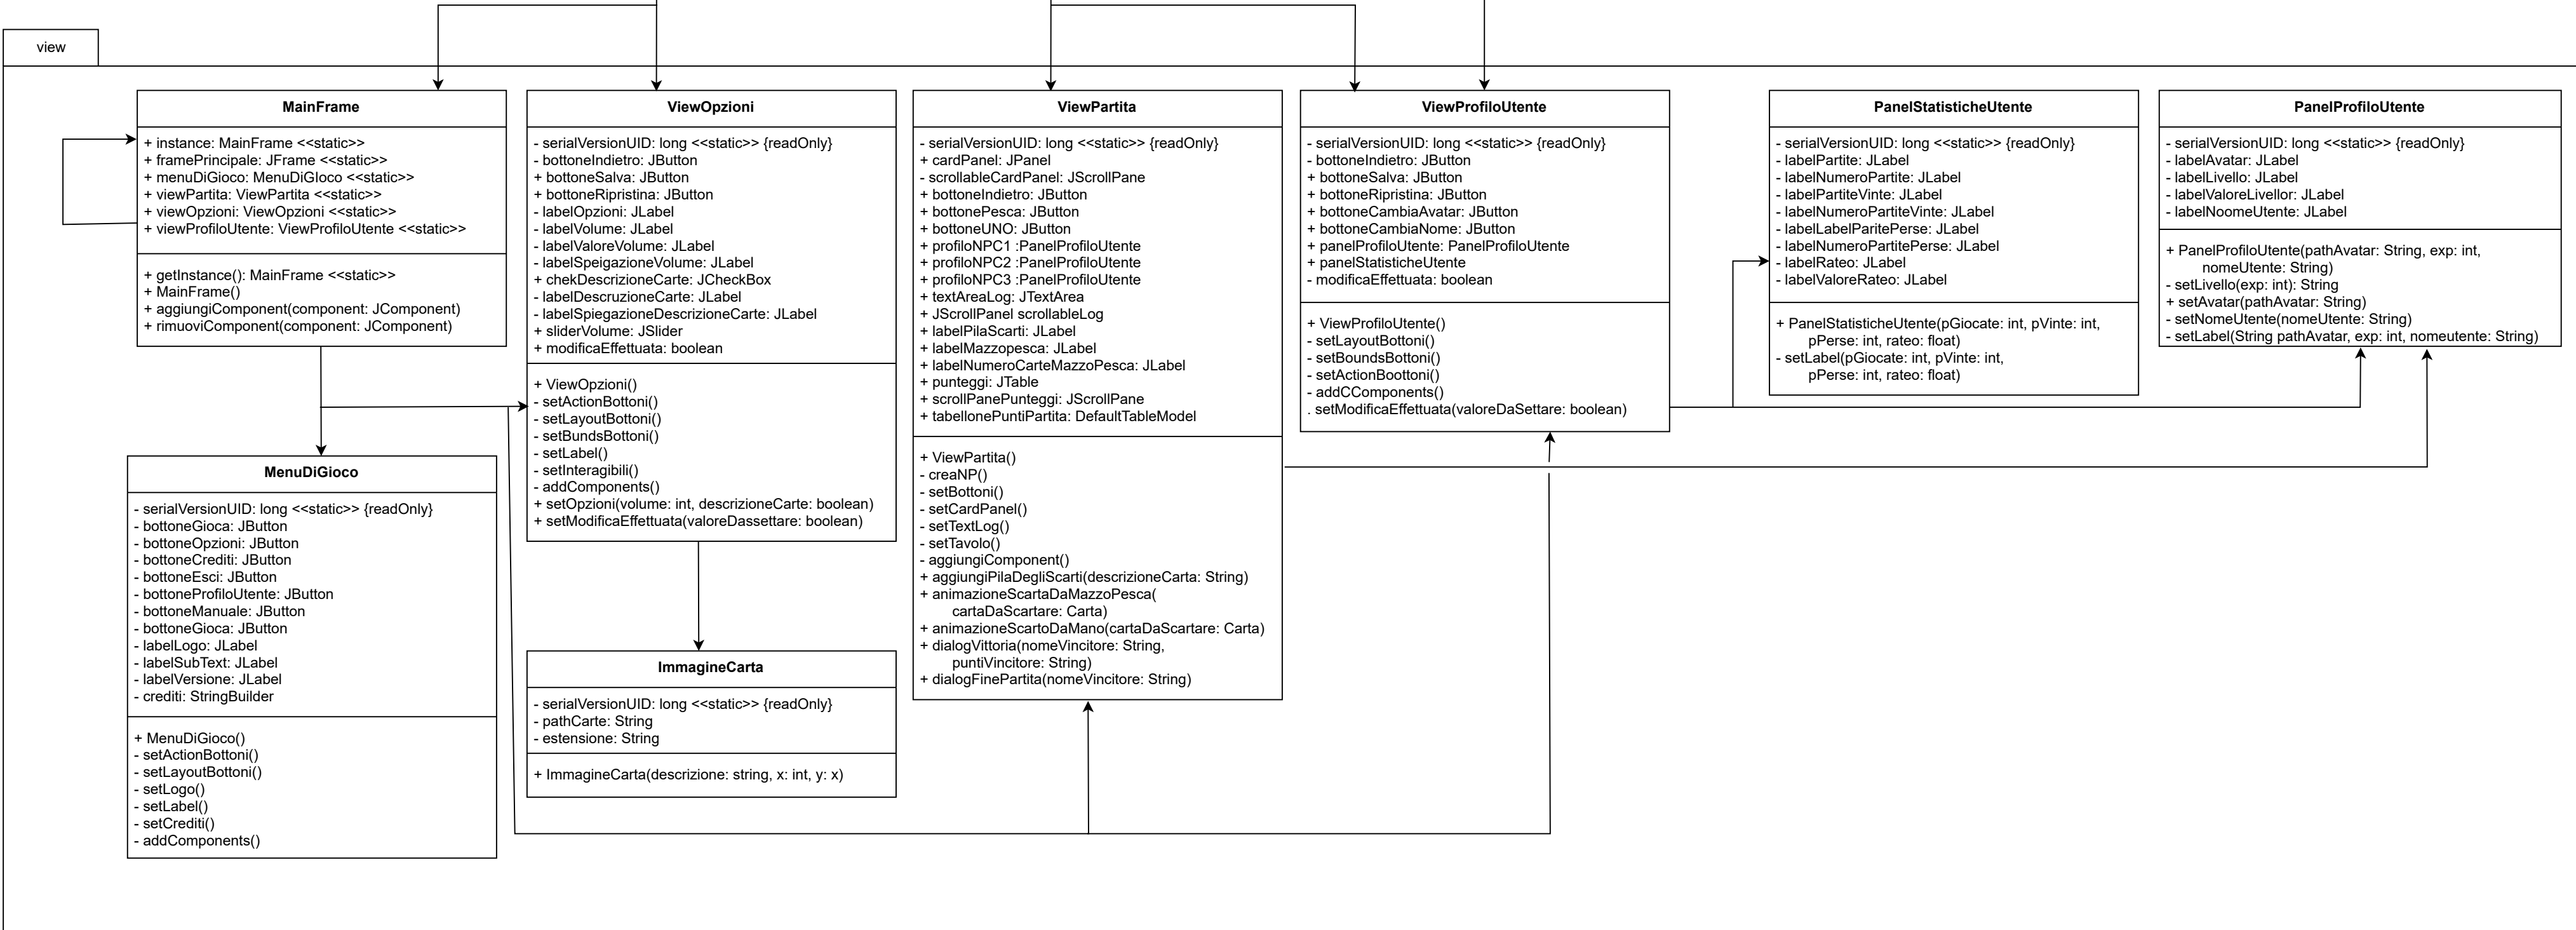 view
MainFrame
+ instance: MainFrame <<static>>
+ framePrincipale: JFrame <<static>>
+ menuDiGioco: MenuDiGIoco <<static>>
+ viewPartita: ViewPartita <<static>>
+ viewOpzioni: ViewOpzioni <<static>>
+ viewProfiloUtente: ViewProfiloUtente <<static>>
+ getInstance(): MainFrame <<static>>
+ MainFrame()
+ aggiungiComponent(component: JComponent)
+ rimuoviComponent(component: JComponent)
MenuDiGioco
- serialVersionUID: long <<static>> {readOnly}
- bottoneGioca: JButton
- bottoneOpzioni: JButton
- bottoneCrediti: JButton
- bottoneEsci: JButton
- bottoneProfiloUtente: JButton
- bottoneManuale: JButton
- bottoneGioca: JButton
- labelLogo: JLabel
- labelSubText: JLabel
- labelVersione: JLabel
- crediti: StringBuilder
+ MenuDiGioco()
- setActionBottoni()
- setLayoutBottoni()
- setLogo()
- setLabel()
- setCrediti()
- addComponents()
ViewOpzioni
- serialVersionUID: long <<static>> {readOnly}
- bottoneIndietro: JButton
+ bottoneSalva: JButton
+ bottoneRipristina: JButton
- labelOpzioni: JLabel
- labelVolume: JLabel
- labelValoreVolume: JLabel
- labelSpeigazioneVolume: JLabel
+ chekDescrizioneCarte: JCheckBox
- labelDescruzioneCarte: JLabel
- labelSpiegazioneDescrizioneCarte: JLabel
+ sliderVolume: JSlider
+ modificaEffettuata: boolean
+ ViewOpzioni()
- setActionBottoni()
- setLayoutBottoni()
- setBundsBottoni()
- setLabel()
- setInteragibili()
- addComponents()
+ setOpzioni(volume: int, descrizioneCarte: boolean)
+ setModificaEffettuata(valoreDassettare: boolean)
ImmagineCarta
- serialVersionUID: long <<static>> {readOnly}
- pathCarte: String
- estensione: String
+ ImmagineCarta(descrizione: string, x: int, y: x)
ViewPartita
- serialVersionUID: long <<static>> {readOnly}
+ cardPanel: JPanel
- scrollableCardPanel: JScrollPane
+ bottoneIndietro: JButton
+ bottonePesca: JButton
+ bottoneUNO: JButton
+ profiloNPC1 :PanelProfiloUtente
+ profiloNPC2 :PanelProfiloUtente
+ profiloNPC3 :PanelProfiloUtente
+ textAreaLog: JTextArea
+ JScrollPanel scrollableLog
+ labelPilaScarti: JLabel
+ labelMazzopesca: JLabel
+ labelNumeroCarteMazzoPesca: JLabel
+ punteggi: JTable
+ scrollPanePunteggi: JScrollPane
+ tabellonePuntiPartita: DefaultTableModel
+ ViewPartita()
- creaNP()
- setBottoni()
- setCardPanel()
- setTextLog()
- setTavolo()
- aggiungiComponent()
+ aggiungiPilaDegliScarti(descrizioneCarta: String)
+ animazioneScartaDaMazzoPesca(
cartaDaScartare: Carta)
+ animazioneScartoDaMano(cartaDaScartare: Carta)
+ dialogVittoria(nomeVincitore: String,
puntiVincitore: String)
+ dialogFinePartita(nomeVincitore: String)
ViewProfiloUtente
- serialVersionUID: long <<static>> {readOnly}
- bottoneIndietro: JButton
+ bottoneSalva: JButton
+ bottoneRipristina: JButton
+ bottoneCambiaAvatar: JButton
+ bottoneCambiaNome: JButton
+ panelProfiloUtente: PanelProfiloUtente
+ panelStatisticheUtente
- modificaEffettuata: boolean
+ ViewProfiloUtente()
- setLayoutBottoni()
- setBoundsBottoni()
- setActionBoottoni()
- addCComponents()
. setModificaEffettuata(valoreDaSettare: boolean)
PanelStatisticheUtente
- serialVersionUID: long <<static>> {readOnly}
- labelPartite: JLabel
- labelNumeroPartite: JLabel
- labelPartiteVinte: JLabel
- labelNumeroPartiteVinte: JLabel
- labelLabelParitePerse: JLabel
- labelNumeroPartitePerse: JLabel
- labelRateo: JLabel
- labelValoreRateo: JLabel
+ PanelStatisticheUtente(pGiocate: int, pVinte: int,
pPerse: int, rateo: float)
- setLabel(pGiocate: int, pVinte: int,
pPerse: int, rateo: float)
PanelProfiloUtente
- serialVersionUID: long <<static>> {readOnly}
- labelAvatar: JLabel
- labelLivello: JLabel
- labelValoreLivellor: JLabel
- labelNoomeUtente: JLabel
+ PanelProfiloUtente(pathAvatar: String, exp: int,
nomeUtente: String)
- setLivello(exp: int): String
+ setAvatar(pathAvatar: String)
- setNomeUtente(nomeUtente: String)
- setLabel(String pathAvatar, exp: int, nomeutente: String)